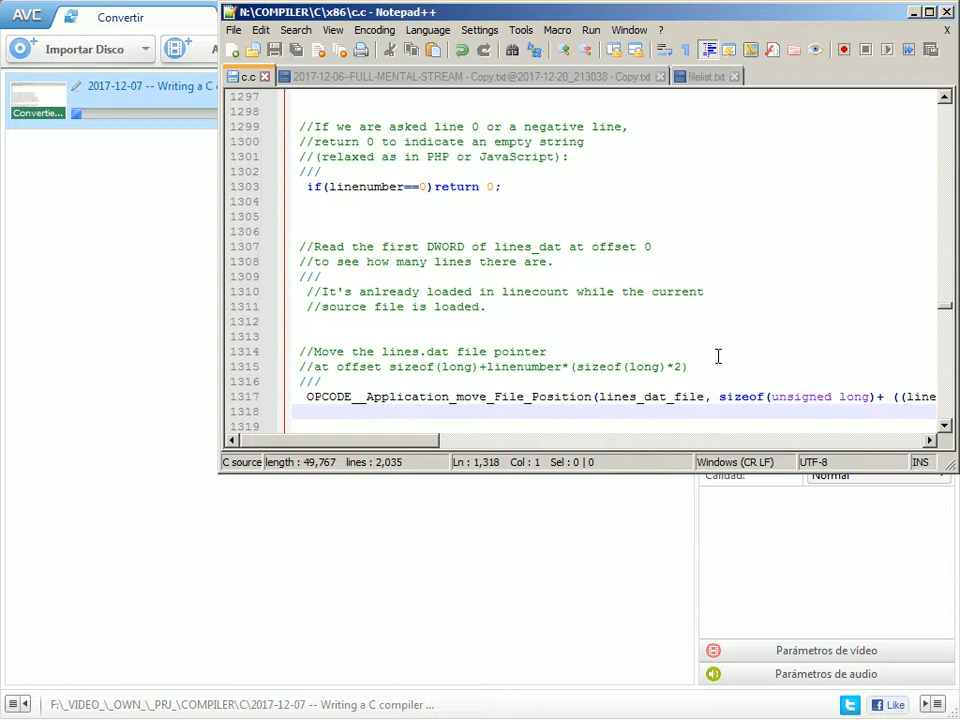 AVC
Convertir
Importar Disco
A
2017-12-07 -- Writing a C c
Convertie...
N:\COMPILER\C\x86\c.c - Notepad++
File Edit Search View Encoding Language Settings Tools Macro Run Window ?
X
c.c
2017-12-06--FULL-MENTAL-STREAM - Copy.txt@2017-12-20_213038 - Copy.txt
filelist.txt
1297
1298
1299 //If we are asked line 0 or a negative line,
1300 //return 0 to indicate an empty string
1301 //(relaxed as in PHP or JavaScript):
1302 ///
1303 if(linenumber==0)return 0;
1304
1305
1306
1307 //Read the first DWORD of lines_dat at offset 0
1308 //to see how many lines there are.
1309 ///
1310 //It's anlready loaded in linecount while the current
1311 //source file is loaded.
1312
1313
1314 //Move the lines.dat file pointer
1315 //at offset sizeof(long)+linenumber*(sizeof(long)*2)
1316 ///
1317 OPCODE__Application_move_File_Position(lines_dat_file, sizeof(unsigned long)+ ((line
1318
1319
C source length : 49,767 lines : 2,035 Ln : 1,318 Col : 1 Sel : 0 | 0 Windows (CR LF) UTF-8 INS
Calidad: Normal
Parámetros de vídeo
Parámetros de audio
F:\_VIDEO_\_OWN_\_PRJ_\COMPILER\C\2017-12-07 -- Writing a C compiler ...
Like